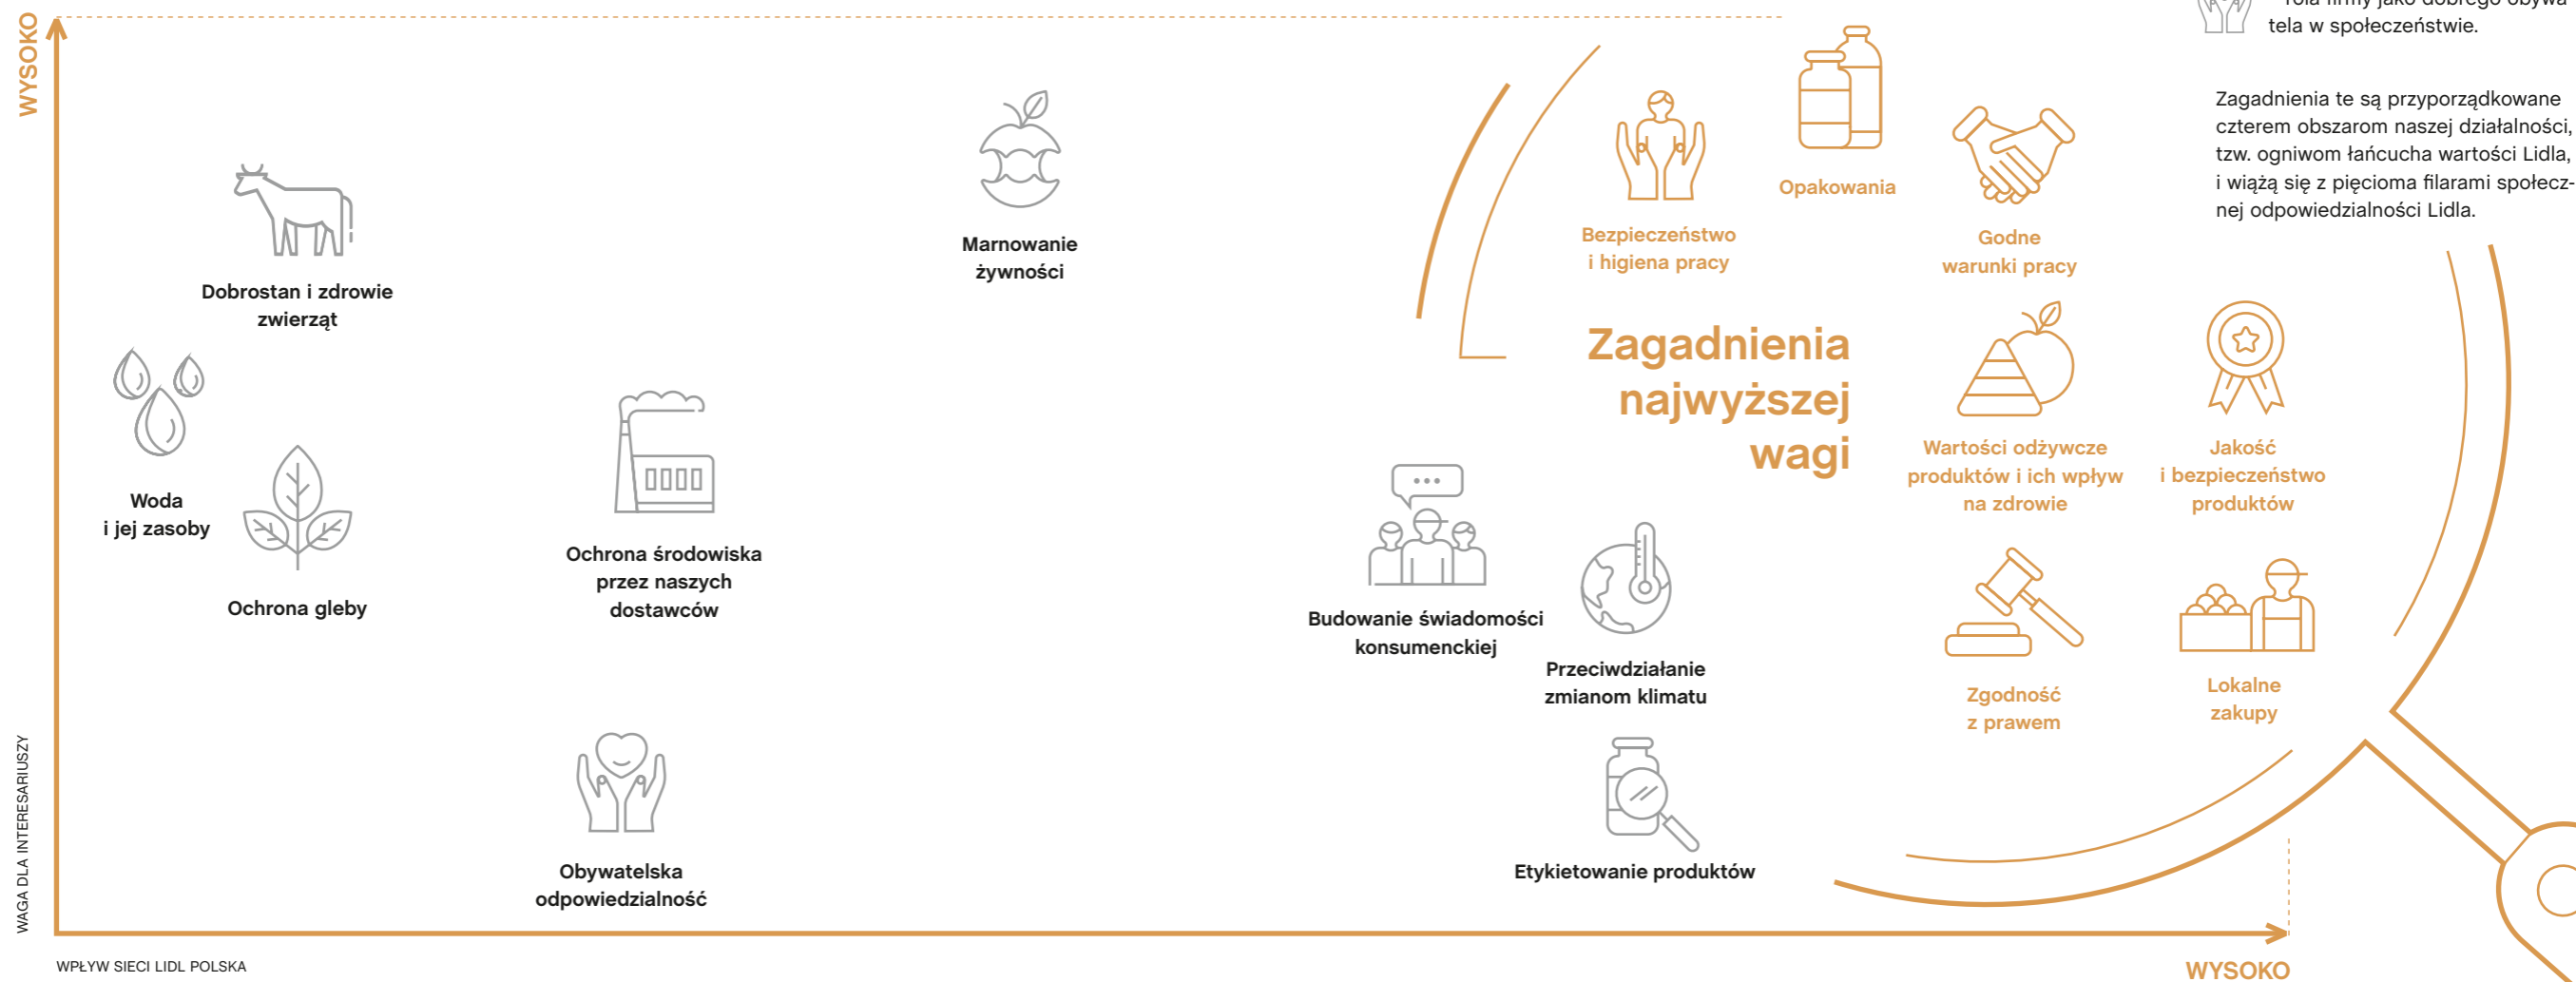 WYSOKO
rola firmy jako dobrego obywa-
tela w społeczeństwie.
Zagadnienia te są przyporządkowane
czterem obszarom naszej działalności,
tzw. ogniwom łańcucha wartości Lidla,
i wiążą się z pięcioma filarami społecz-
nej odpowiedzialności Lidla.
Opakowania
Bezpieczeństwo
i higiena pracy
Godne
warunki pracy
Marnowanie
żywności
Dobrostan i zdrowie
zwierząt
Zagadnienia
najwyższej
wagi
Wartości odżywcze
produktów i ich wpływ
na zdrowie
Jakość
i bezpieczeństwo
produktów
Woda
i jej zasoby
Ochrona gleby
Ochrona środowiska
przez naszych
dostawców
Budowanie świadomości
konsumenckiej
Przeciwdziałanie
zmianom klimatu
Zgodność
z prawem
Lokalne
zakupy
Obywatelska
odpowiedzialność
Etykietowanie produktów
WAGA DLA INTERESARIUSZY
WPŁYW SIECI LIDL POLSKA
WYSOKO